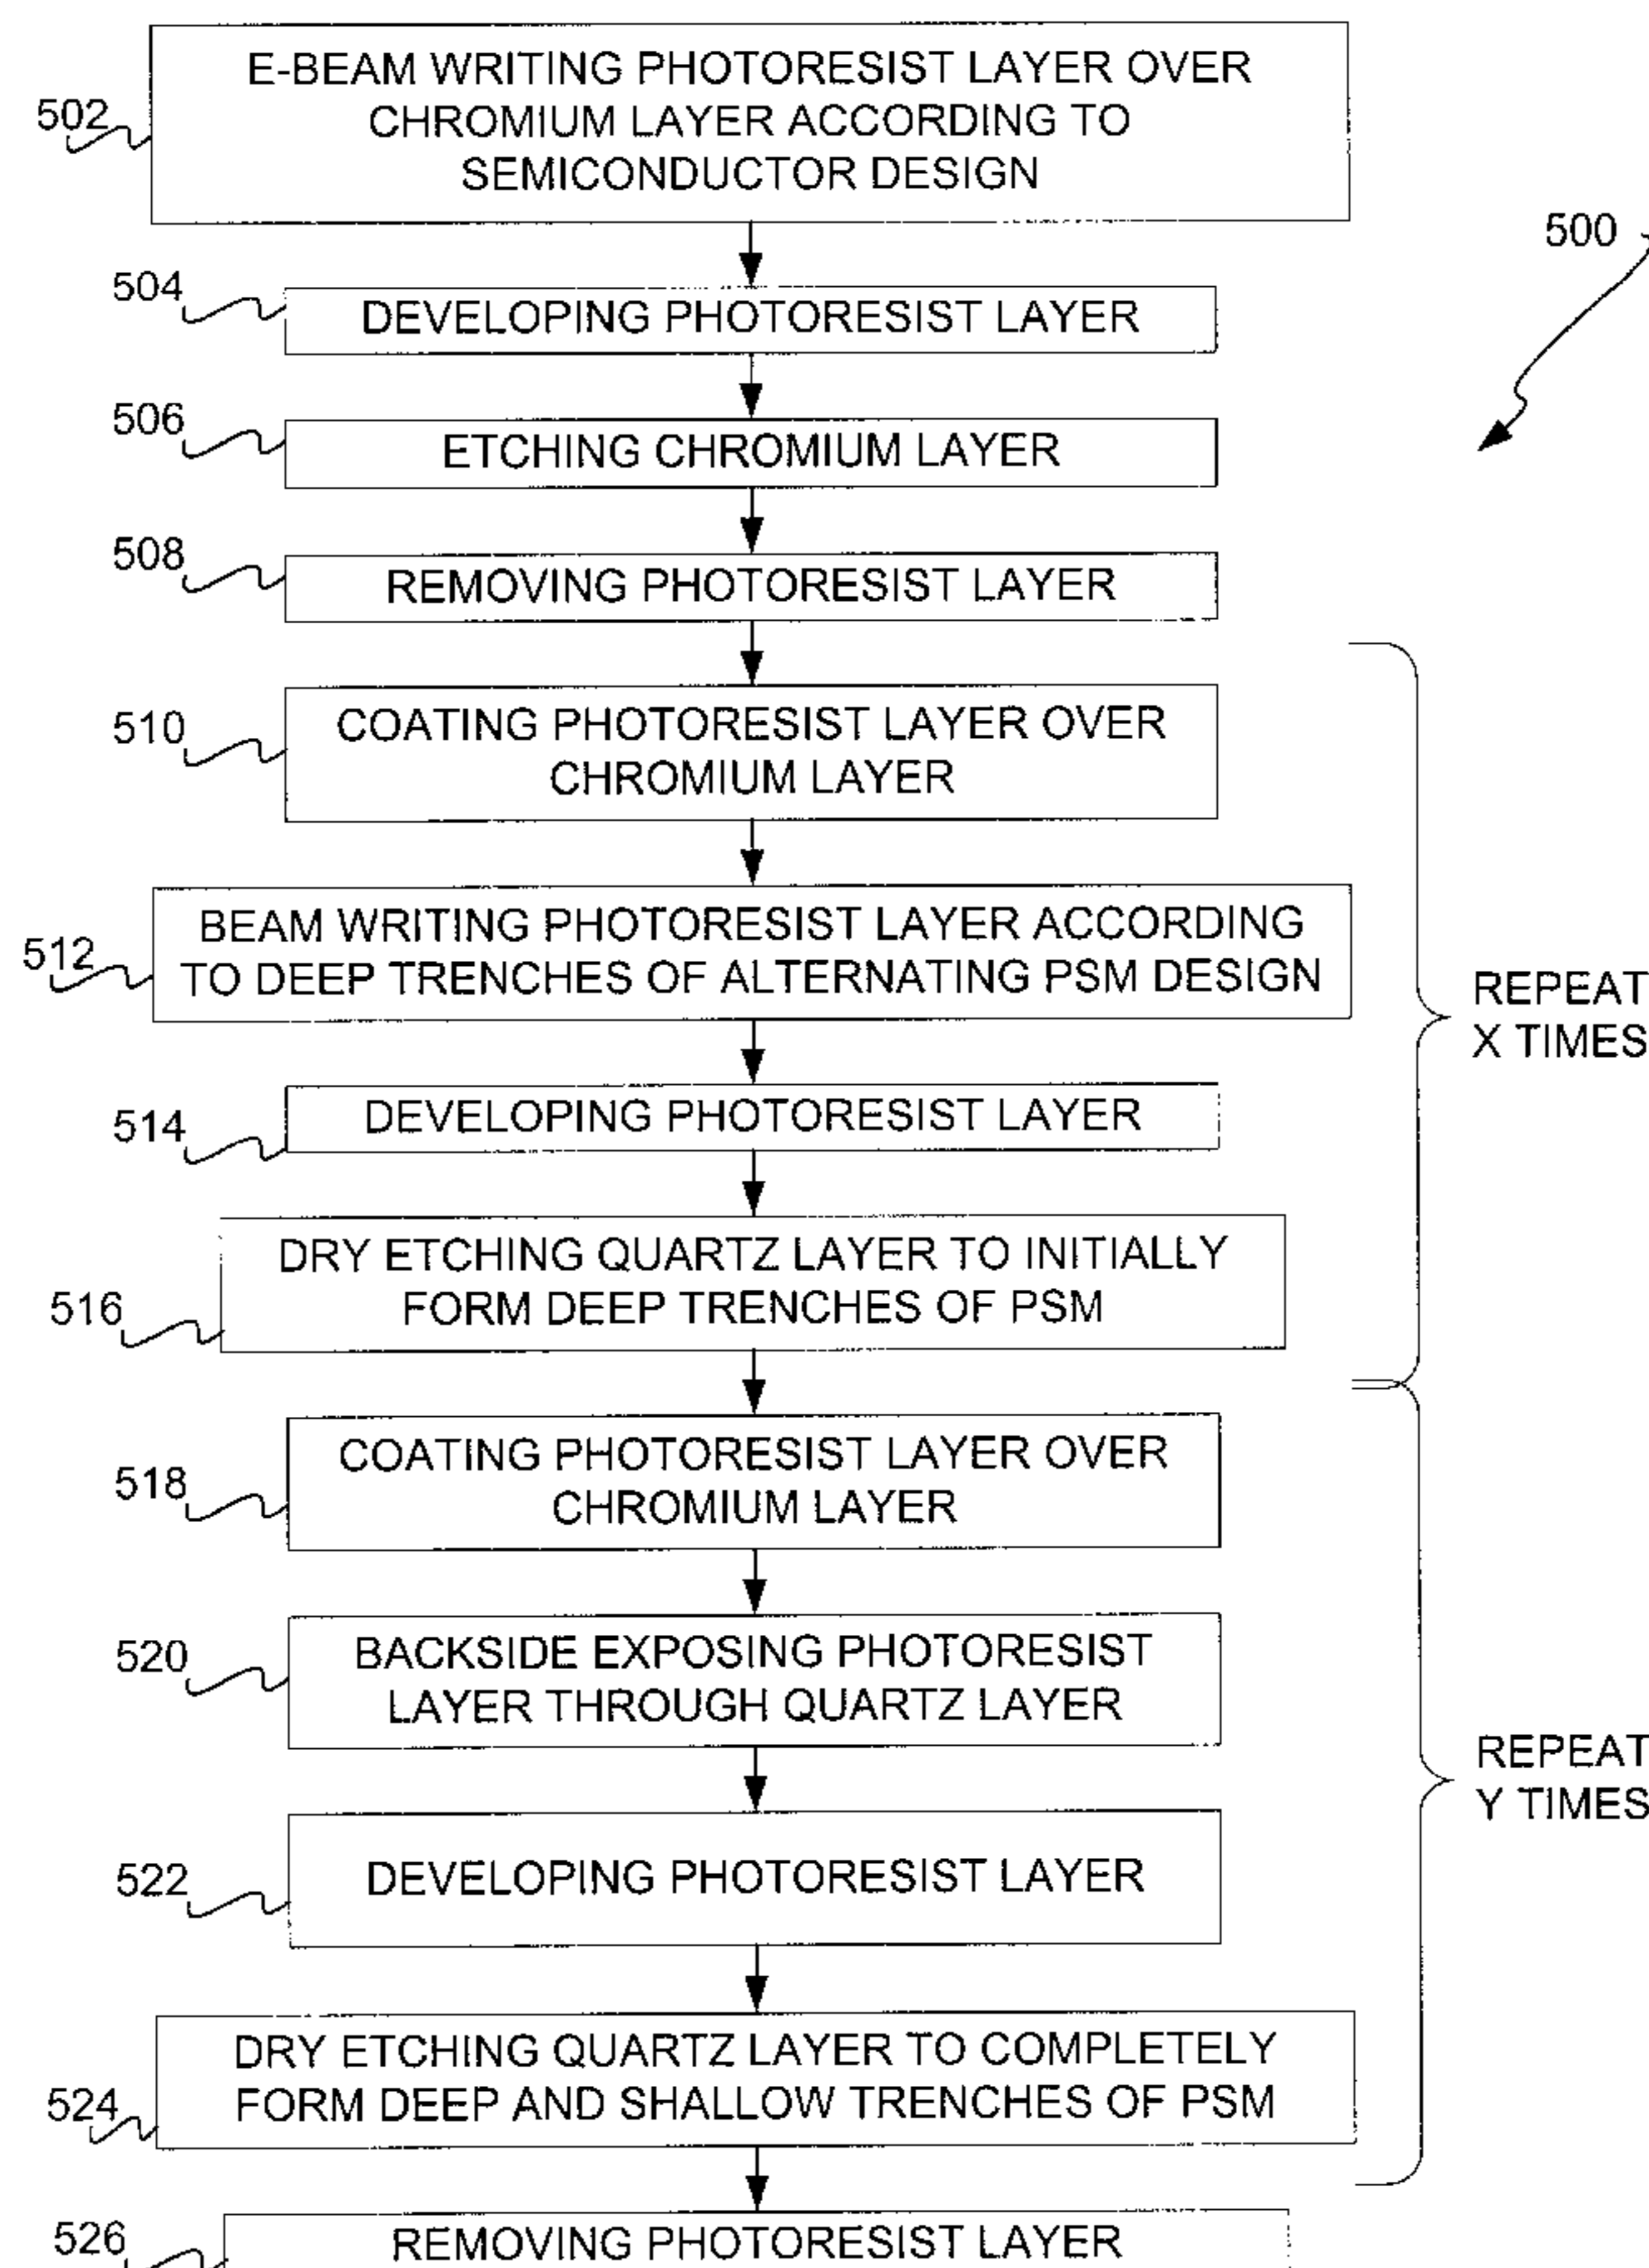 E-BEAM WRITING PHOTORESIST LAYER OVER
CHROMIUM LAYER ACCORDING TO
SEMICONDUCTOR DESIGN
502
500
504
DEVELOPING PHOTORESIST LAYER
506
ETCHING CHROMIUM LAYER
508
REMOVING PHOTORESIST LAYER
510
COATING PHOTORESIST LAYER OVER
CHROMIUM LAYER
512
BEAM WRITING PHOTORESIST LAYER ACCORDING
TO DEEP TRENCHES OF ALTERNATING PSM DESIGN
REPEAT
X TIMES
514
DEVELOPING PHOTORESIST LAYER
516
DRY ETCHING QUARTZ LAYER TO INITIALLY
FORM DEEP TRENCHES OF PSM
518
COATING PHOTORESIST LAYER OVER
CHROMIUM LAYER
520
BACKSIDE EXPOSING PHOTORESIST
LAYER THROUGH QUARTZ LAYER
REPEAT
Y TIMES
522
DEVELOPING PHOTORESIST LAYER
524
DRY ETCHING QUARTZ LAYER TO COMPLETELY
FORM DEEP AND SHALLOW TRENCHES OF PSM
526
REMOVING PHOTORESIST LAYER